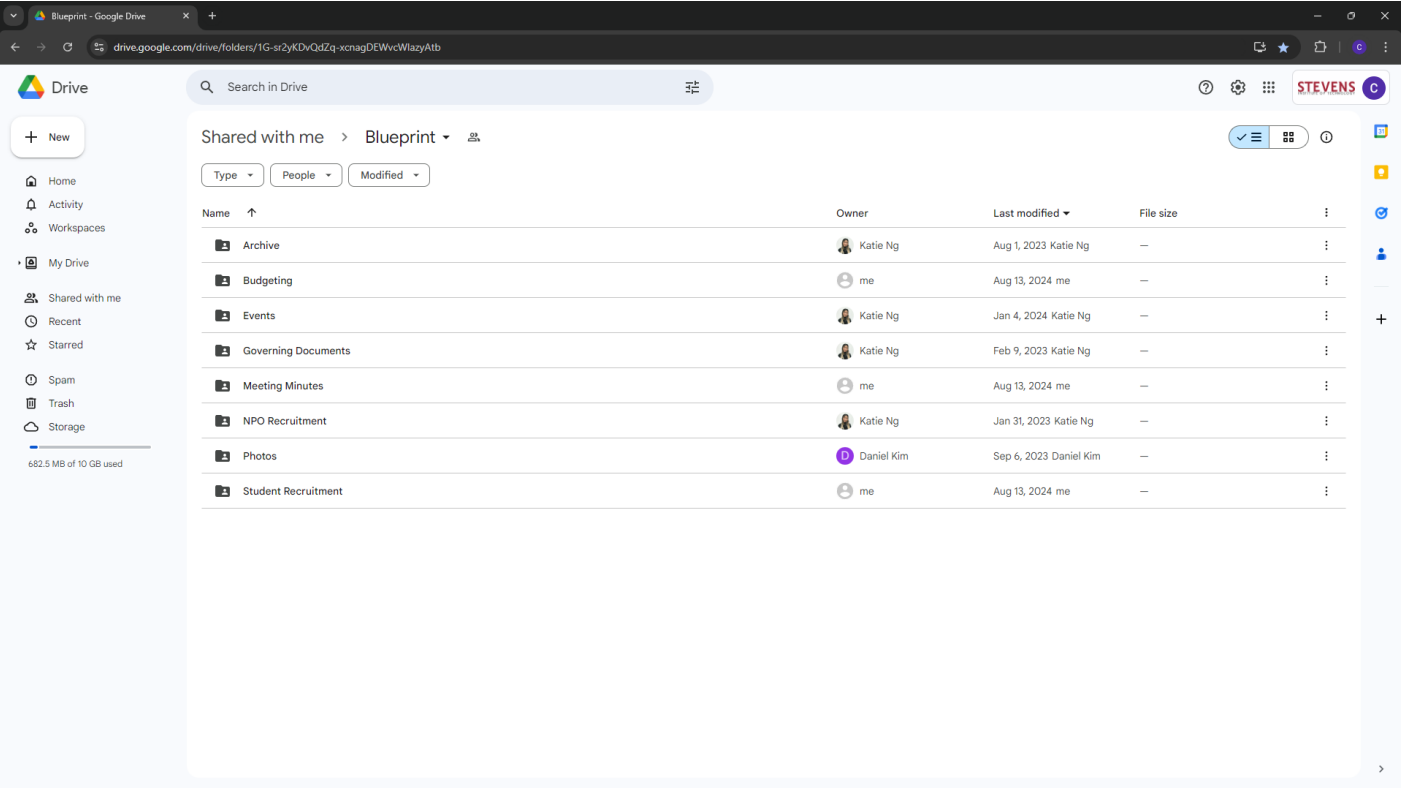 Blueprint - Google Drive
drive.google.com/drive/folders/1G-sr2yKDvQdZq-xcnagDEWvcWlazyAtb
C
Drive
Search in Drive
STEVENS
C
New
Shared with me
Blueprint
Type
People
Modified
Home
Activity
Workspaces
My Drive
Shared with me
Recent
Starred
Spam
Trash
Storage
682.5 MB of 10 GB used
Name Owner Last modified File size
Archive Katie Ng Aug 1, 2023 Katie Ng —
Budgeting me Aug 13, 2024 me —
Events Katie Ng Jan 4, 2024 Katie Ng —
Governing Documents Katie Ng Feb 9, 2023 Katie Ng —
Meeting Minutes me Aug 13, 2024 me —
NPO Recruitment Katie Ng Jan 31, 2023 Katie Ng —
Photos D Daniel Kim Sep 6, 2023 Daniel Kim —
Student Recruitment me Aug 13, 2024 me —
31